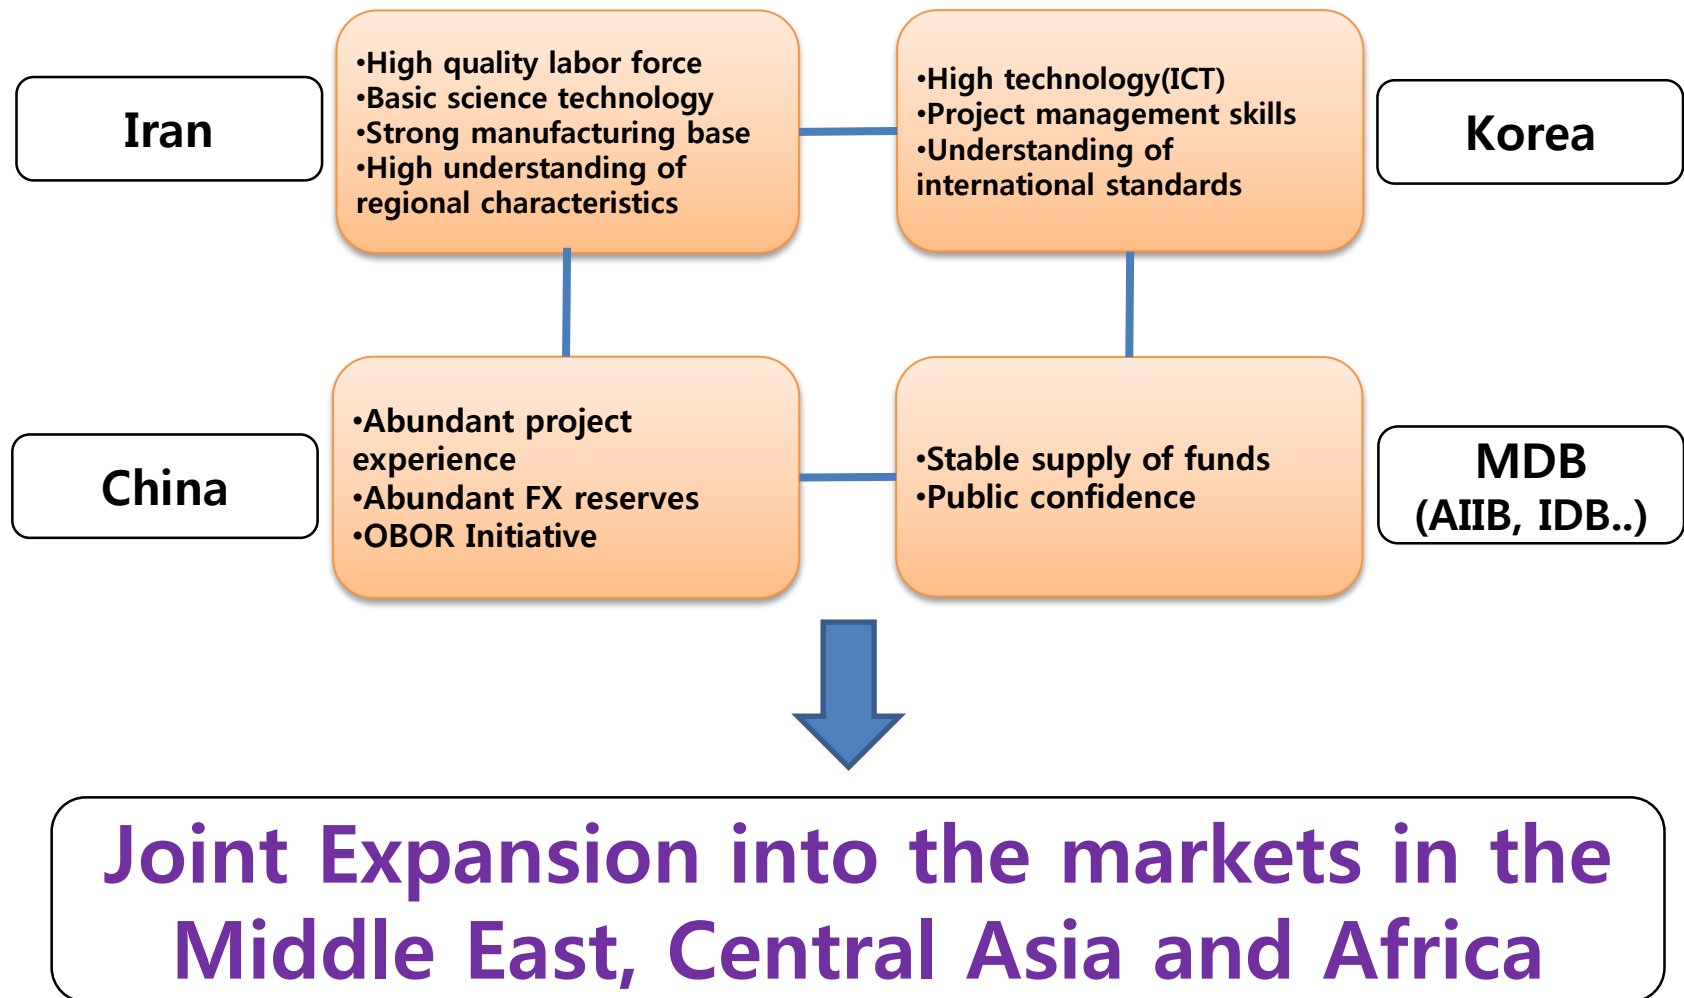 Iran
•High quality labor force
•Basic science technology
•Strong manufacturing base
•High understanding of
regional characteristics
•High technology(ICT)
•Project management skills
•Understanding of
international standards
Korea
China
•Abundant project
experience
•Abundant FX reserves
•OBOR Initiative
•Stable supply of funds
•Public confidence
MDB
(AIIB, IDB..)
Joint Expansion into the markets in the
Middle East, Central Asia and Africa